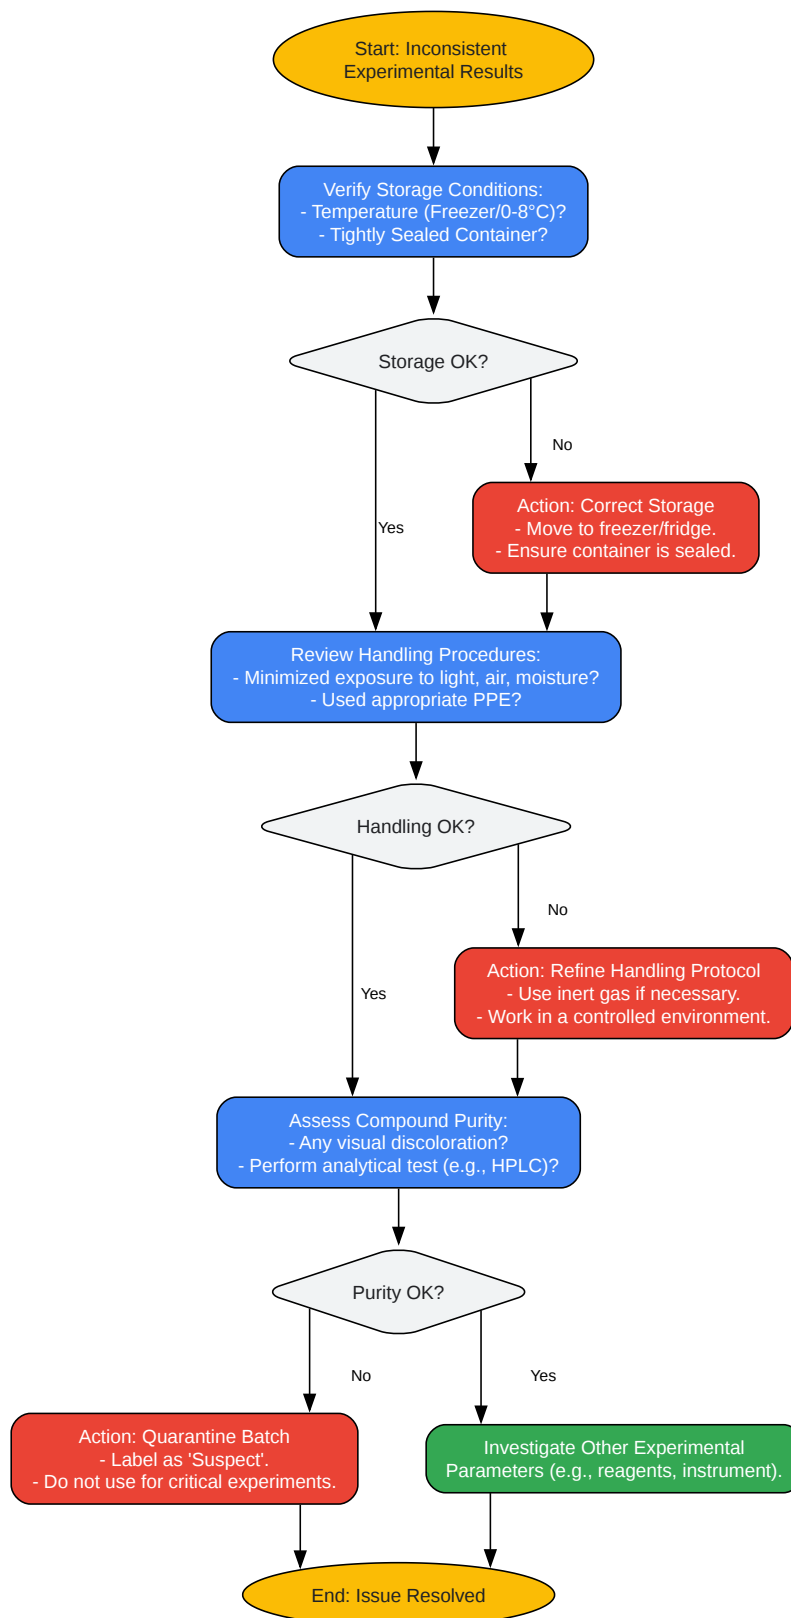 Start: Inconsistent
Experimental Results
Verify Storage Conditions:
- Temperature (Freezer/0-8°C)?
- Tightly Sealed Container?
Storage OK?
No
Action: Correct Storage
- Move to freezer/fridge.
- Ensure container is sealed.
Yes
Review Handling Procedures:
- Minimized exposure to light, air, moisture?
- Used appropriate PPE?
Handling OK?
No
Action: Refine Handling Protocol
- Use inert gas if necessary.
- Work in a controlled environment.
Yes
Assess Compound Purity:
- Any visual discoloration?
- Perform analytical test (e.g., HPLC)?
Purity OK?
No
Yes
Action: Quarantine Batch
- Label as 'Suspect'.
- Do not use for critical experiments.
Investigate Other Experimental
Parameters (e.g., reagents, instrument).
End: Issue Resolved